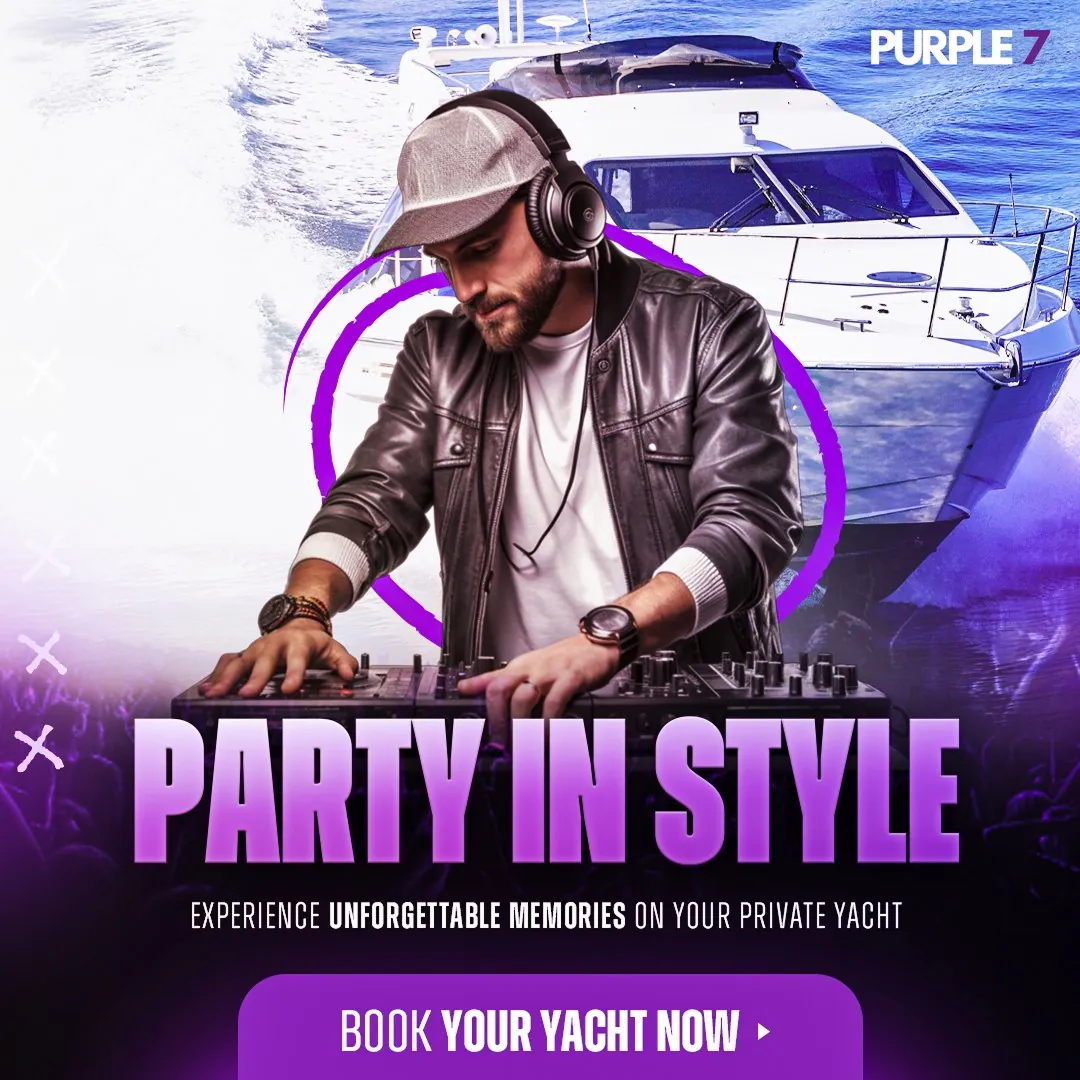 PURPLE 7
PARTY IN STYLE
EXPERIENCE UNFORGETTABLE MEMORIES ON YOUR PRIVATE YACHT
BOOK YOUR YACHT NOW